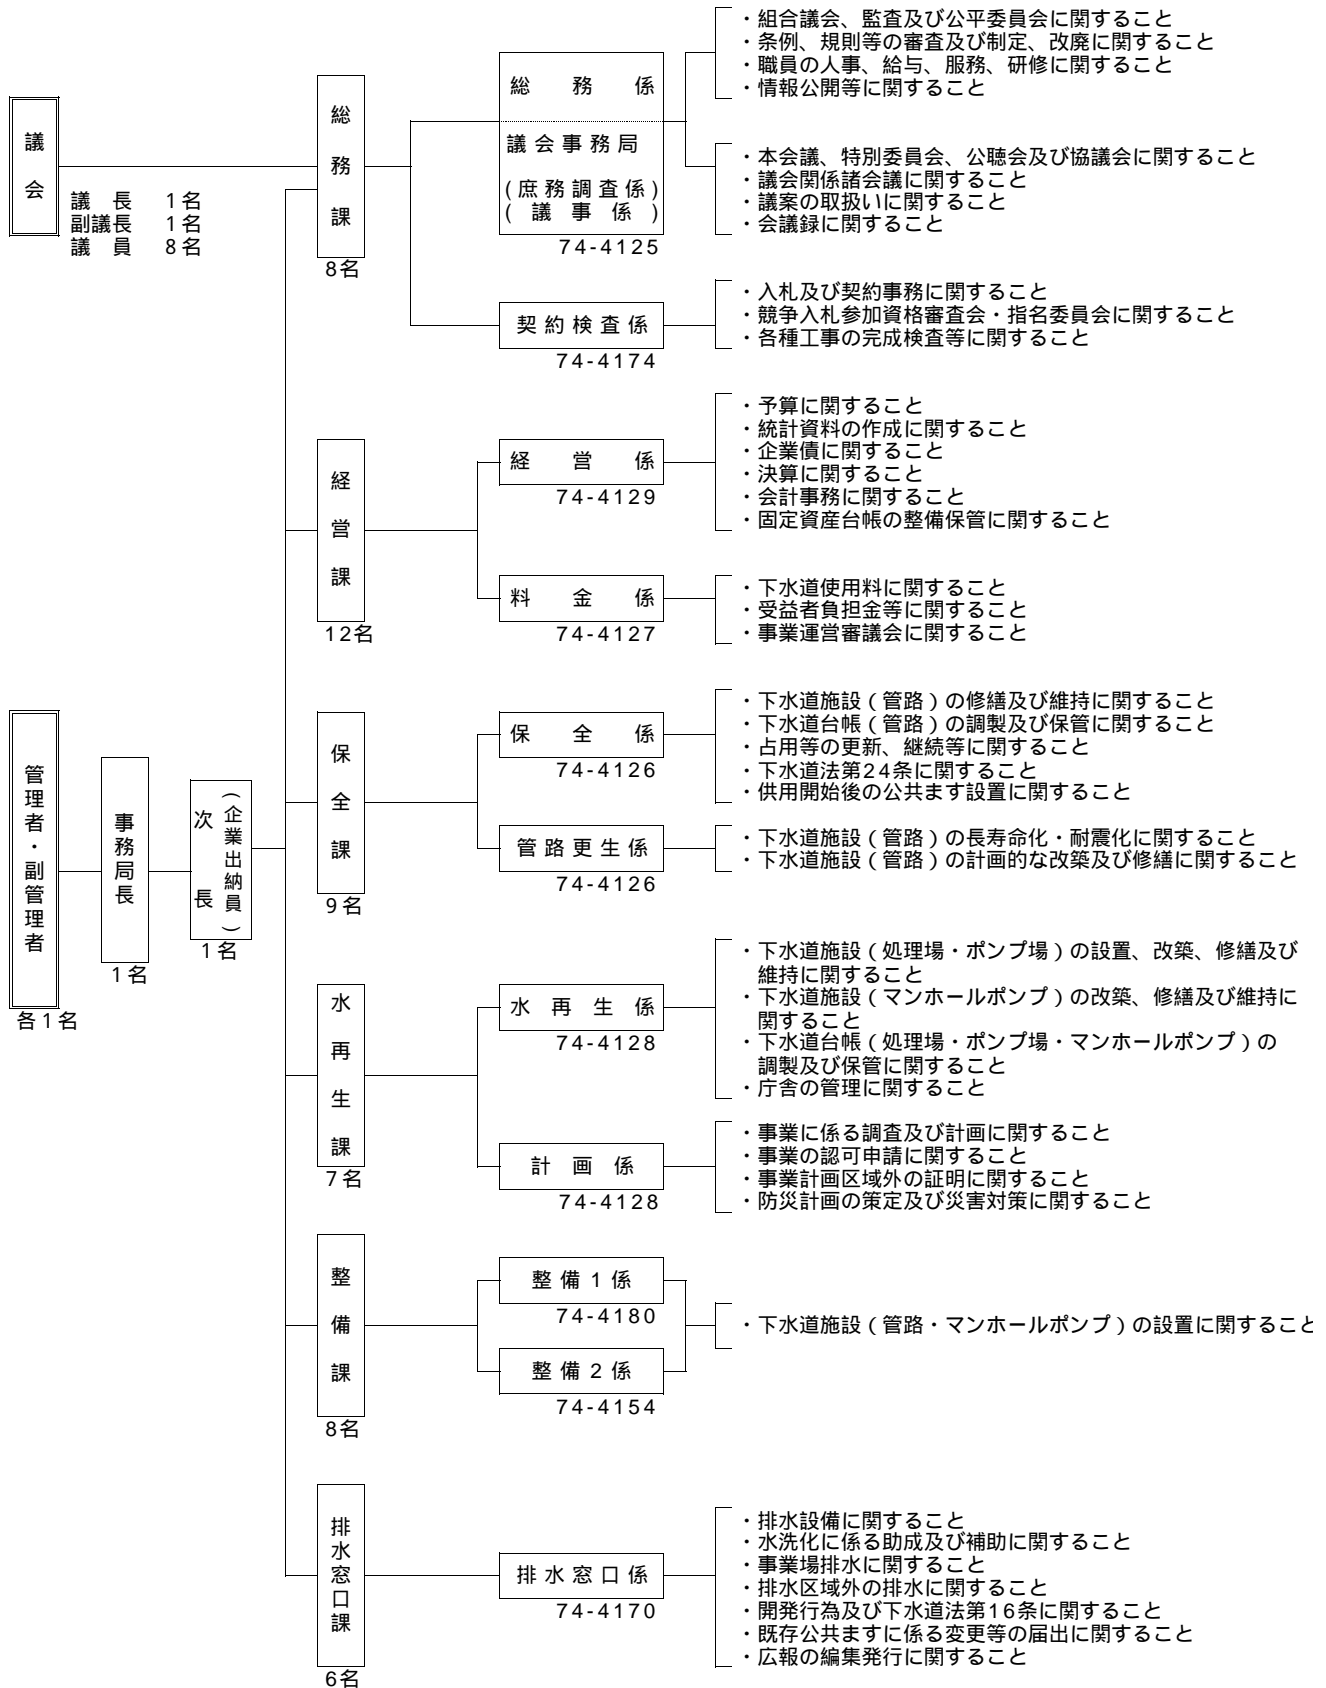 議会
議　長　1名
副議長　1名
議　員　8名
管理者・副管理者
各1名
事務局長
1名
次長
(企業出納員)
1名
総務課
8名
総　務　係
議会事務局
(庶務調査係)
(議事係)
74-4125
・組合議会、監査及び公平委員会に関すること
・条例、規則等の審査及び制定、改廃に関すること
・職員の人事、給与、服務、研修に関すること
・情報公開等に関すること
・本会議、特別委員会、公聴会及び協議会に関すること
・議会関係諸会議に関すること
・議案の取扱いに関すること
・会議録に関すること
契約検査係
74-4174
・入札及び契約事務に関すること
・競争入札参加資格審査会・指名委員会に関すること
・各種工事の完成検査等に関すること
経営課
12名
経　営　係
74-4129
・予算に関すること
・統計資料の作成に関すること
・企業債に関すること
・決算に関すること
・会計事務に関すること
・固定資産台帳の整備保管に関すること
料　金　係
74-4127
・下水道使用料に関すること
・受益者負担金等に関すること
・事業運営審議会に関すること
保全課
9名
保　全　係
74-4126
・下水道施設(管路)の修繕及び維持に関すること
・下水道台帳(管路)の調製及び保管に関すること
・占用等の更新、継続等に関すること
・下水道法第24条に関すること
・供用開始後の公共ます設置に関すること
管路更生係
74-4126
・下水道施設(管路)の長寿命化・耐震化に関すること
・下水道施設(管路)の計画的な改築及び修繕に関すること
水再生課
7名
水再生係
74-4128
・下水道施設(処理場・ポンプ場)の設置、改築、修繕及び
維持に関すること
・下水道施設(マンホールポンプ)の改築、修繕及び維持に
関すること
・下水道台帳(処理場・ポンプ場・マンホールポンプ)の
調製及び保管に関すること
・庁舎の管理に関すること
計画係
74-4128
・事業に係る調査及び計画に関すること
・事業の認可申請に関すること
・事業計画区域外の証明に関すること
・防災計画の策定及び災害対策に関すること
整備課
8名
整備1係
74-4180
整備2係
74-4154
・下水道施設(管路・マンホールポンプ)の設置に関すること
排水窓口課
6名
排水窓口係
74-4170
・排水設備に関すること
・水洗化に係る助成及び補助に関すること
・事業場排水に関すること
・排水区域外の排水に関すること
・開発行為及び下水道法第16条に関すること
・既存公共ますに係る変更等の届出に関すること
・広報の編集発行に関すること